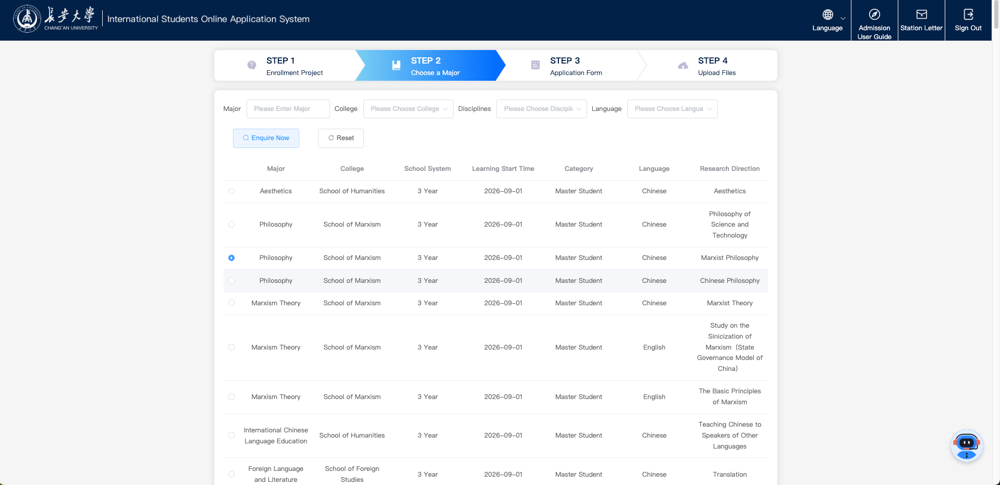 长安大学
CHANG'AN UNIVERSITY
International Students Online Application System
Language
Admission
User Guide
Station Letter
Sign Out
STEP 1
Enrollment Project
STEP 2
Choose a Major
STEP 3
Application Form
STEP 4
Upload Files
Major Please Enter Major College Please Choose College Disciplines Please Choose Discipli Language Please Choose Langua
Enquire Now Reset
Major College School System Learning Start Time Category Language Research Direction
Aesthetics School of Humanities 3 Year 2026-09-01 Master Student Chinese Aesthetics
Philosophy School of Marxism 3 Year 2026-09-01 Master Student Chinese Philosophy of
Science and
Technology
Philosophy School of Marxism 3 Year 2026-09-01 Master Student Chinese Marxist Philosophy
Philosophy School of Marxism 3 Year 2026-09-01 Master Student Chinese Chinese Philosophy
Marxism Theory School of Marxism 3 Year 2026-09-01 Master Student Chinese Marxist Theory
Marxism Theory School of Marxism 3 Year 2026-09-01 Master Student English Study on the
Sinicization of
Marxism（State
Governance Model of
China）
Marxism Theory School of Marxism 3 Year 2026-09-01 Master Student English The Basic Principles
of Marxism
International Chinese
Language Education School of Humanities 3 Year 2026-09-01 Master Student Chinese Teaching Chinese to
Speakers of Other
Languages
Foreign Language
and Literature School of Foreign
Studies 3 Year 2026-09-01 Master Student Chinese Translation